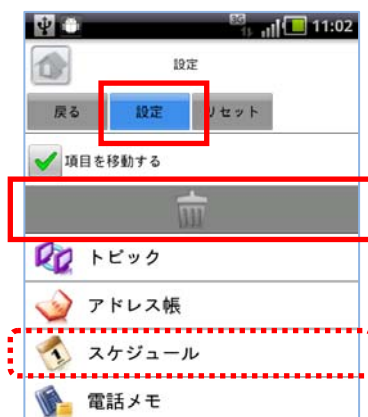 3G 11:02
設定
戻る 設定 リセット
項目を移動する
トピック
アドレス帳
1 スケジュール
電話メモ